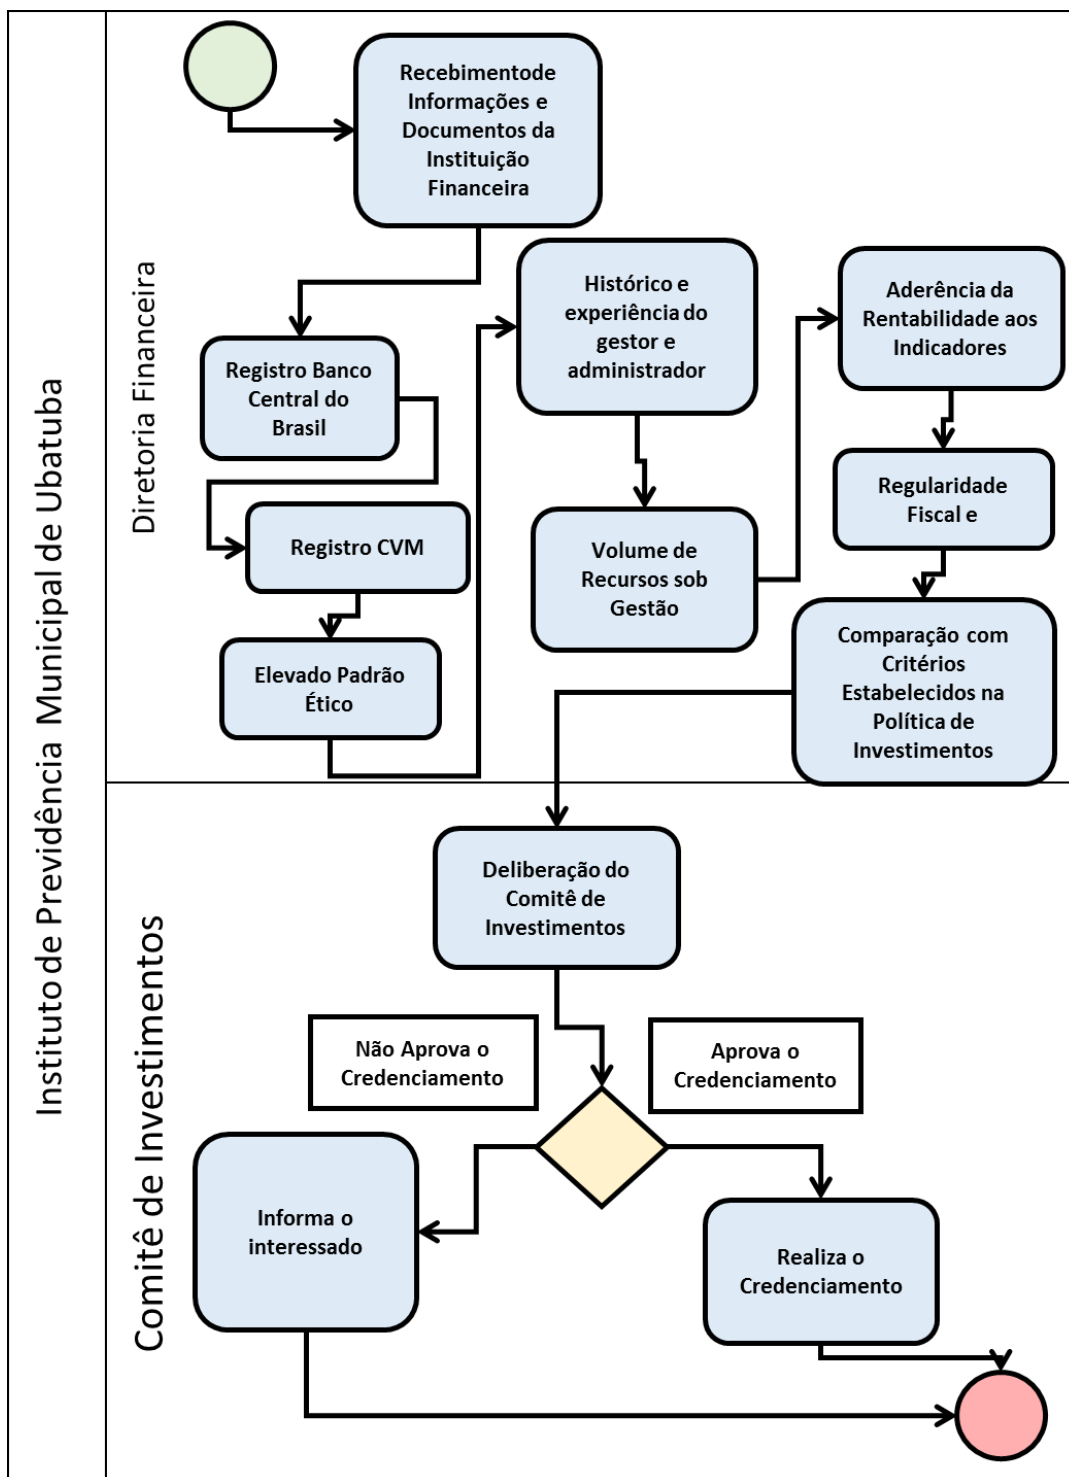 Instituto de Previdência Municipal de Ubatuba
Diretoria Financeira
Recebimentode
Informações e
Documentos da
Instituição
Financeira
Registro Banco
Central do
Brasil
Registro CVM
Elevado Padrão
Ético
Histórico e
experiência do
gestor e
administrador
Volume de
Recursos sob
Gestão
Aderência da
Rentabilidade aos
Indicadores
Regularidade
Fiscal e
Comparação com
Critérios
Estabelecidos na
Política de
Investimentos
Comitê de Investimentos
Deliberação do
Comitê de
Investimentos
Não Aprova o
Credenciamento
Aprova o
Credenciamento
Informa o
interessado
Realiza o
Credenciamento